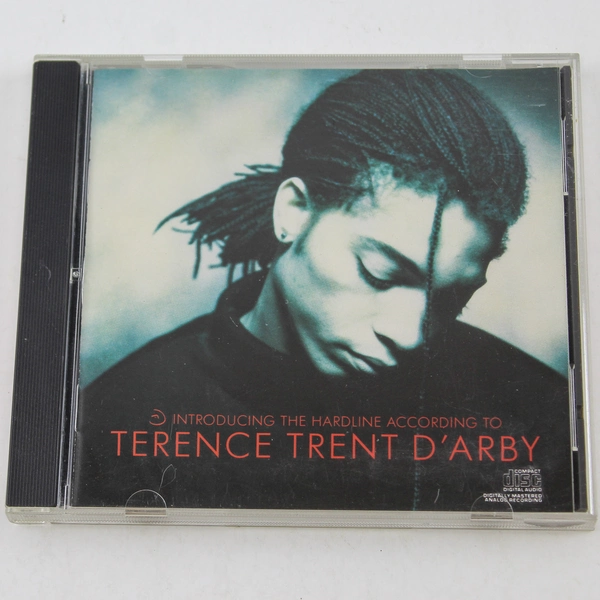 INTRODUCING THE HARDLINE ACCORDING TO
TERENCE TRENT D'ARBY
COMPACT
disc
DIGITAL AUDIO
DIGITALLY MASTERED
ANALOG RECORDING